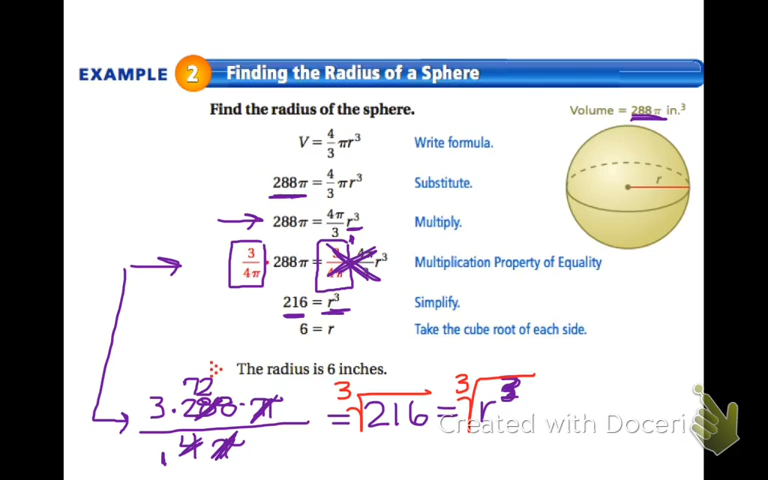 EXAMPLE 2 Finding the Radius of a Sphere
Find the radius of the sphere.
Volume = 288π in.³
V = 4/3 πr³ Write formula.
288π = 4/3 πr³ Substitute.
288π = 4π/3 r³ Multiply.
3/4π · 288π = 3/4π · 4π/3 r³ Multiplication Property of Equality
216 = r³ Simplify.
6 = r Take the cube root of each side.
r
The radius is 6 inches.
72
3 · 288 · π / 4 π = ³√216 = ³√r³
1
Created with Doceri